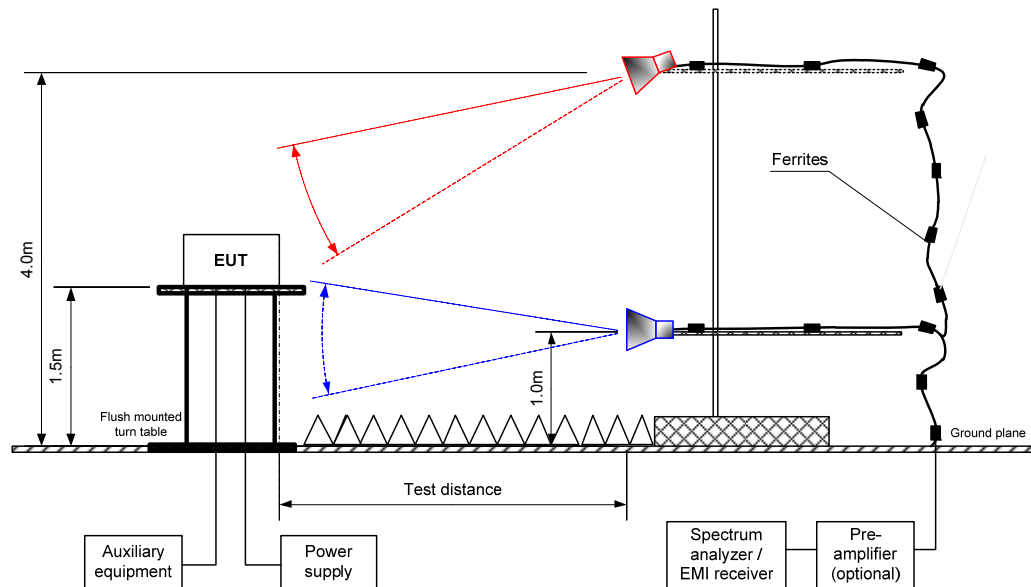 Ferrites
4.0m
EUT
1.5m
1.0m
Flush mounted
turn table
Ground plane
Test distance
Auxiliary
equipment
Power
supply
Spectrum
analyzer /
EMI receiver
Pre-
amplifier
(optional)